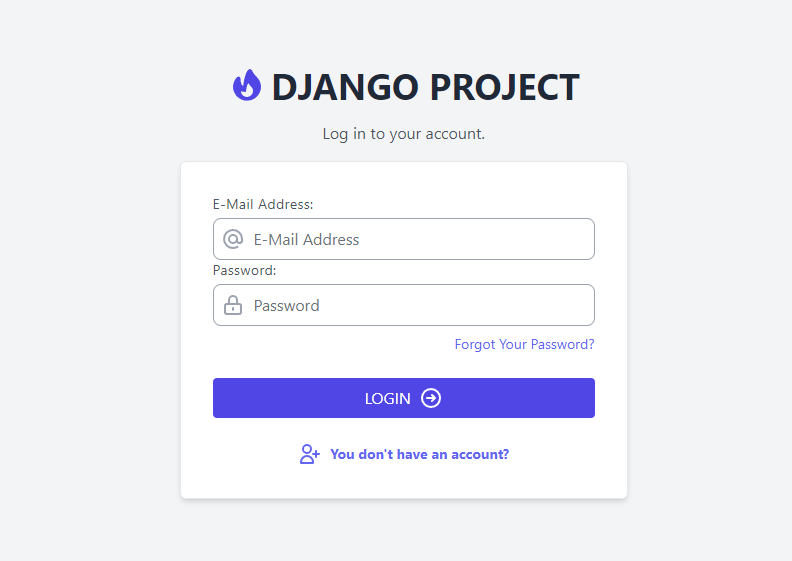 DJANGO PROJECT
Log in to your account.
E-Mail Address:
E-Mail Address
Password:
Password
Forgot Your Password?
LOGIN
You don't have an account?